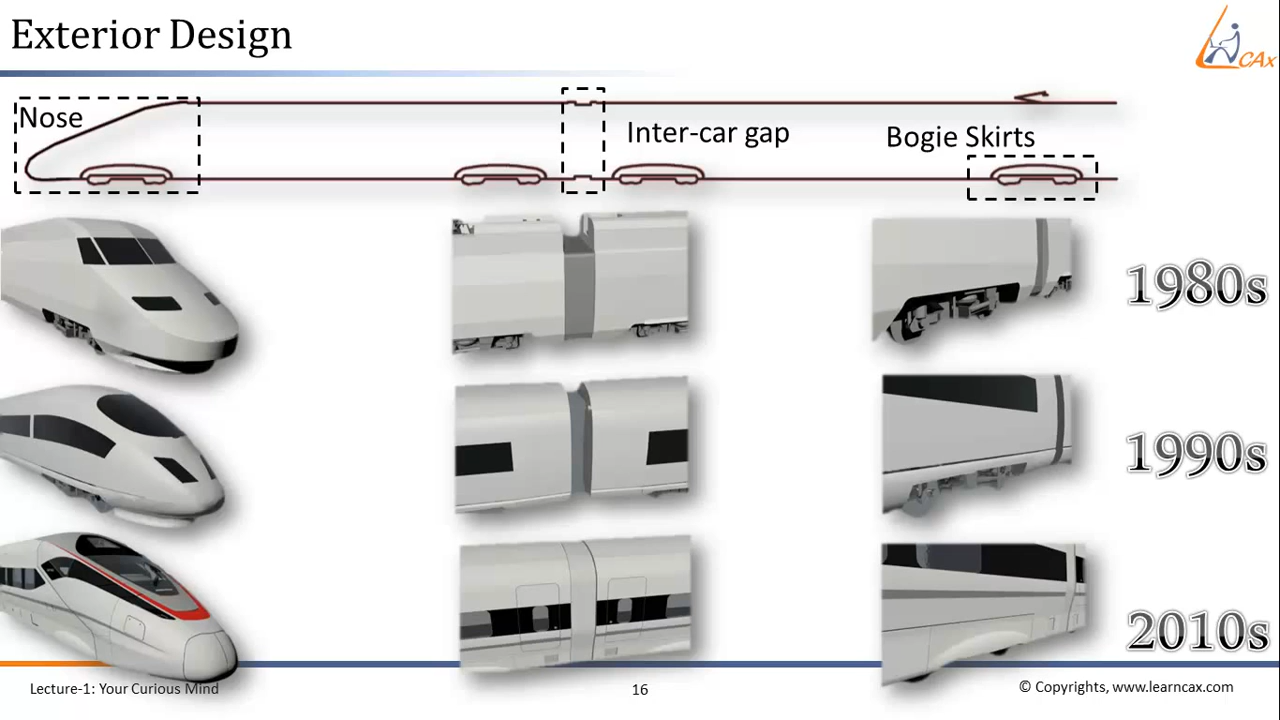 Exterior Design
CAx
Nose
Inter-car gap
Bogie Skirts
1980s
1990s
2010s
Lecture-1: Your Curious Mind
16
© Copyrights, www.learncax.com